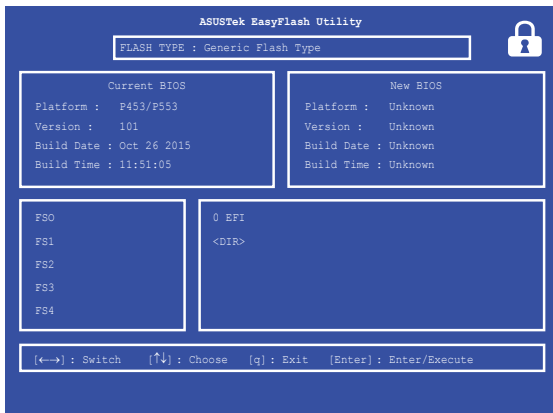 ASUSTek EasyFlash Utility
FLASH TYPE : Generic Flash Type
Current BIOS
Platform : P453/P553
Version : 101
Build Date : Oct 26 2015
Build Time : 11:51:05
New BIOS
Platform : Unknown
Version : Unknown
Build Date : Unknown
Build Time : Unknown
FSO
FS1
FS2
FS3
FS4
0 EFI
<DIR>
[←→] : Switch [↑↓] : Choose [q] : Exit [Enter] : Enter/Execute